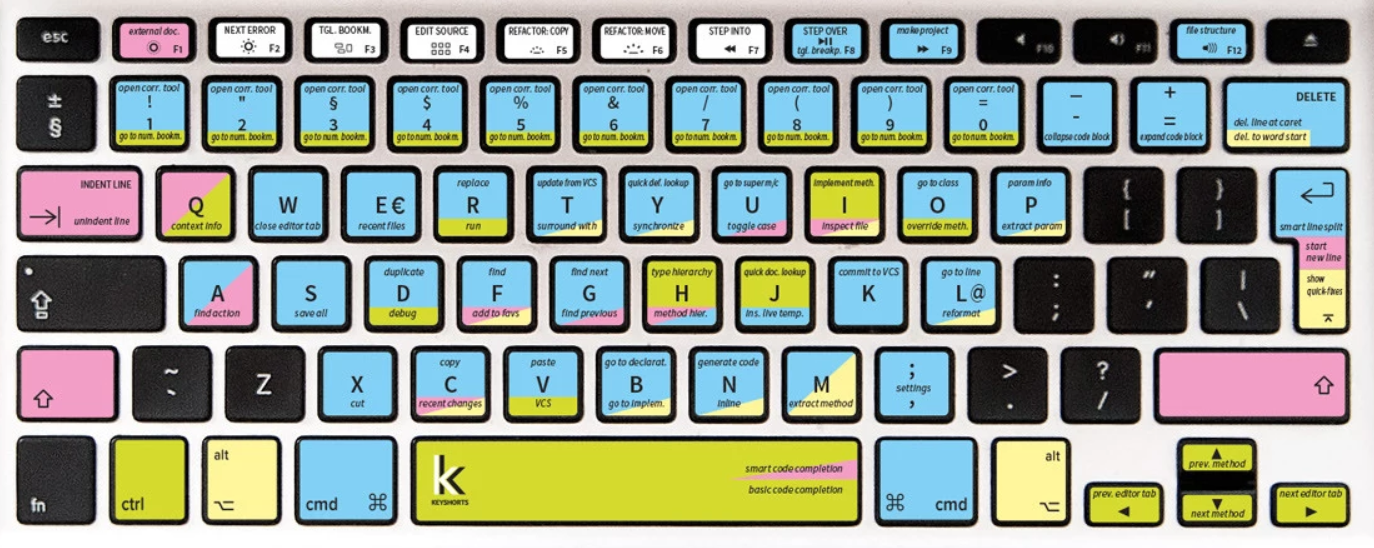 esc
external doc.
F1
NEXT ERROR
F2
TGL. BOOKM.
F3
EDIT SOURCE
F4
REFACTOR: COPY
F5
REFACTOR: MOVE
F6
STEP INTO
F7
STEP OVER
tgl. breakp. F8
make project
F9
F10
F11
file structure
F12
±
§
open corr. tool
!
1
go to num. bookm.
open corr. tool
"
2
go to num. bookm.
open corr. tool
§
3
go to num. bookm.
open corr. tool
$
4
go to num. bookm.
open corr. tool
%
5
go to num. bookm.
open corr. tool
&
6
go to num. bookm.
open corr. tool
/
7
go to num. bookm.
open corr. tool
(
8
go to num. bookm.
open corr. tool
)
9
go to num. bookm.
open corr. tool
=
0
go to num. bookm.
–
-
collapse code block
+
=
expand code block
DELETE
del. line at caret
del. to word start
INDENT LINE
unindent line
Q
context info
W
close editor tab
E€
recent files
replace
R
run
update from VCS
T
surround with
quick def. lookup
Y
synchronize
go to super m/c
U
toggle case
implement meth.
I
inspect file
go to class
O
override meth.
param info
P
extract param
{
[
}
]
smart line split
start
new line
show
quick-fixes
A
find action
S
save all
duplicate
D
debug
find
F
add to favs
find next
G
find previous
type hierarchy
H
method hier.
quick doc. lookup
J
ins. live temp.
commit to VCS
K
go to line
L@
reformat
:
;
"
'
|
\
~
`
Z
X
cut
copy
C
recent changes
paste
V
VCS
go to declarat.
B
go to implem.
generate code
N
inline
M
extract method
;
settings
,
>
.
?
/
fn
ctrl
alt
⌥
cmd ⌘
k
KEYSHORTS
smart code completion
basic code completion
⌘ cmd
alt
⌥
prev. editor tab
◀
▲
prev. method
▼
next method
next editor tab
▶